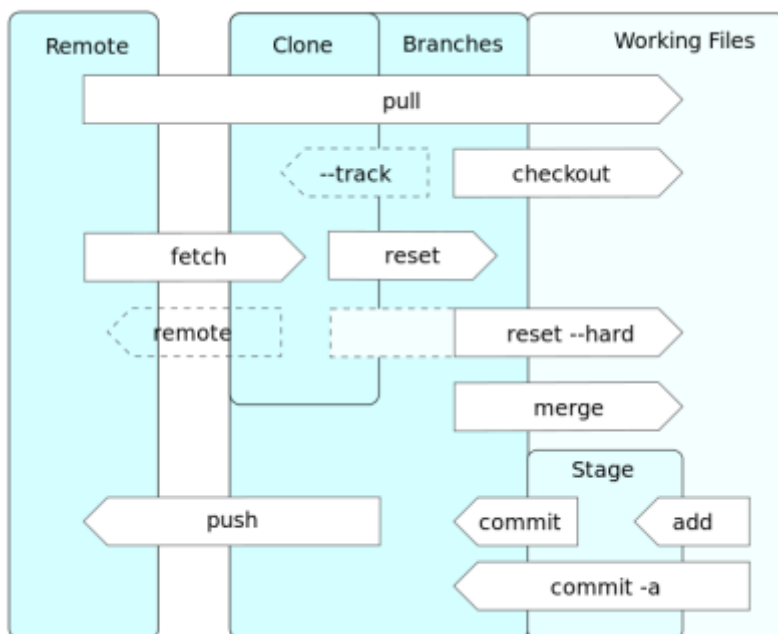 Remote
Clone
Branches
Working Files
pull
--track
checkout
fetch
reset
remote
reset --hard
merge
Stage
push
commit
add
commit -a